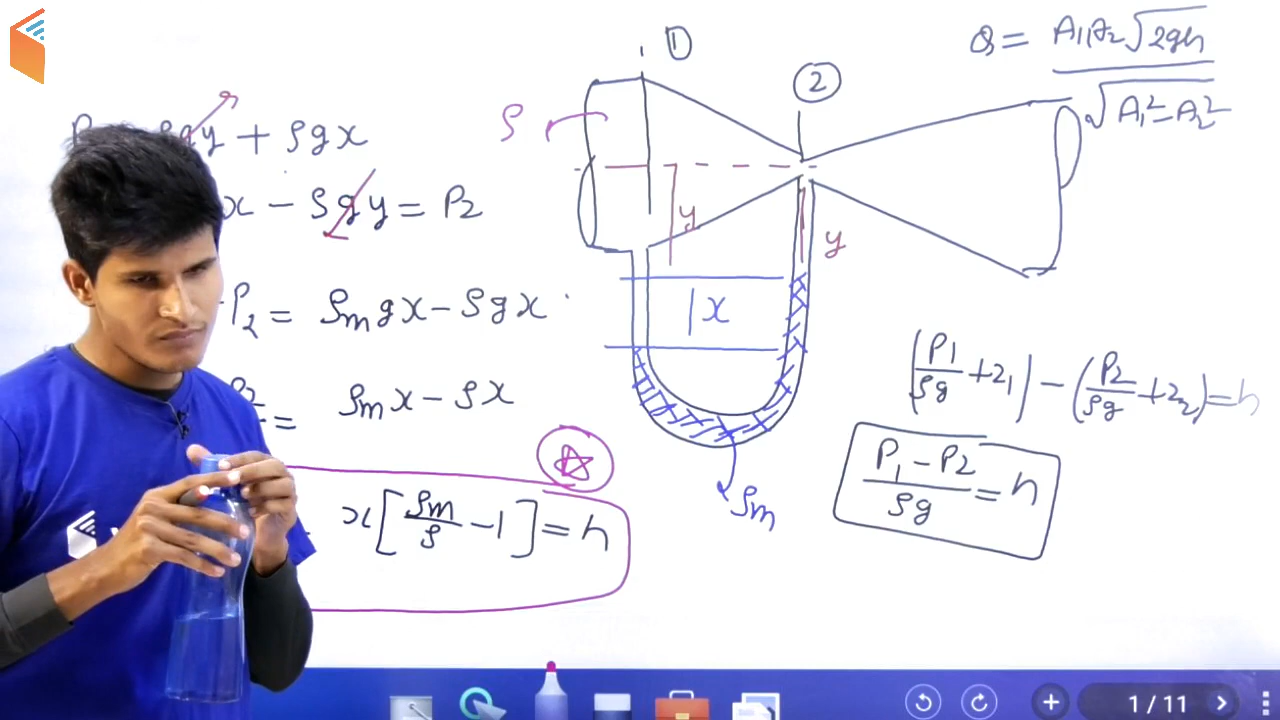 ρgy + ρgx
x - ρgy = P2
P2 = ρmgx - ρgx
= ρmx - ρx
x[ρm/ρ - 1] = h
①
②
ρ
y
y
x
ρm
Q = A1A2√2gh / √A1²-A2²
(P1/ρg + z1) - (P2/ρg + z2) = h
P1 - P2 / ρg = h
1 / 11